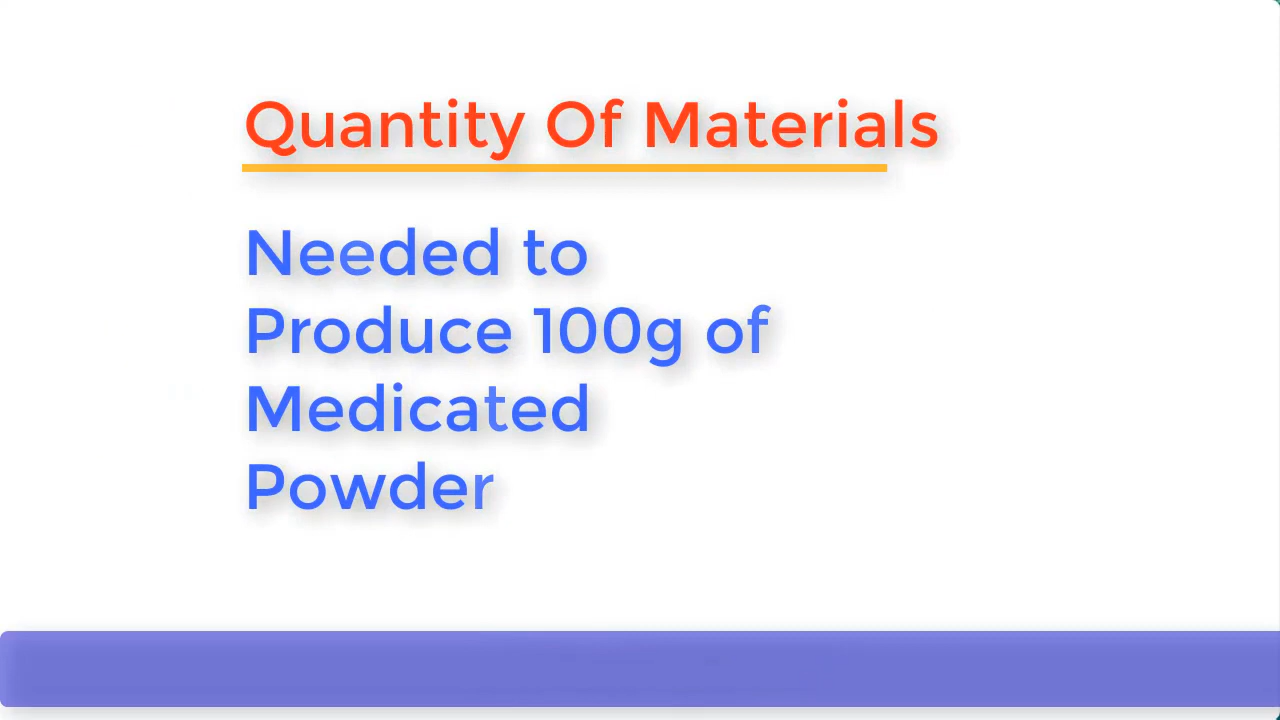 Quantity Of Materials
Needed to
Produce 100g of
Medicated
Powder